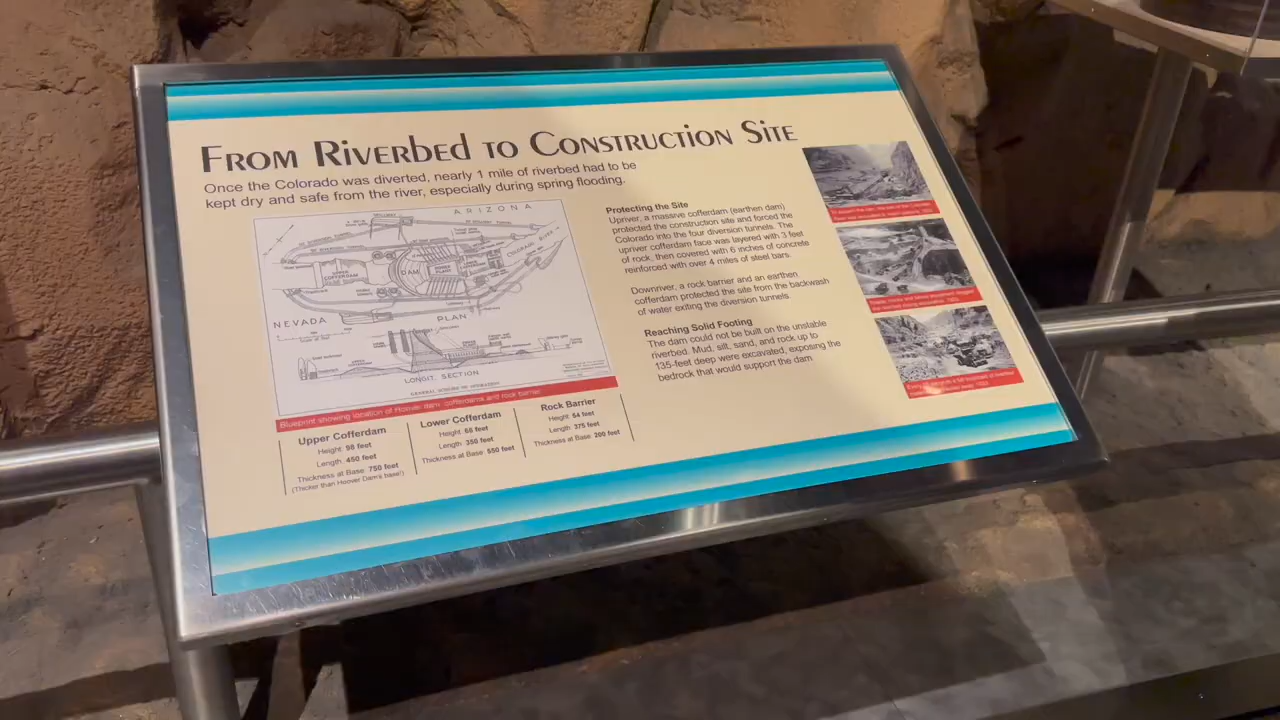 From Riverbed to Construction Site
Once the Colorado was diverted, nearly 1 mile of riverbed had to be
kept dry and safe from the river, especially during spring flooding.
ARIZONA
COLORADO RIVER
UPPER COFFERDAM
DAM
NEVADA
PLAN
LONGIT. SECTION
GENERAL SCHEME OF OPERATION
Blueprint showing location of Hoover dam, cofferdams and rock barrier
Upper Cofferdam
Height: 98 feet
Length: 450 feet
Thickness at Base: 750 feet
(Thicker than Hoover Dam's base!)
Lower Cofferdam
Height: 66 feet
Length: 350 feet
Thickness at Base: 550 feet
Rock Barrier
Height: 54 feet
Length: 375 feet
Thickness at Base: 200 feet
Protecting the Site
Upriver, a massive cofferdam (earthen dam)
protected the construction site and forced the
Colorado into the four diversion tunnels. The
upriver cofferdam face was layered with 3 feet
of rock, then covered with 6 inches of concrete
reinforced with over 4 miles of steel bars.
Downriver, a rock barrier and an earthen
cofferdam protected the site from the backwash
of water exiting the diversion tunnels.
Reaching Solid Footing
The dam could not be built on the unstable
riverbed. Mud, silt, sand, and rock up to
135-feet deep were excavated, exposing the
bedrock that would support the dam.